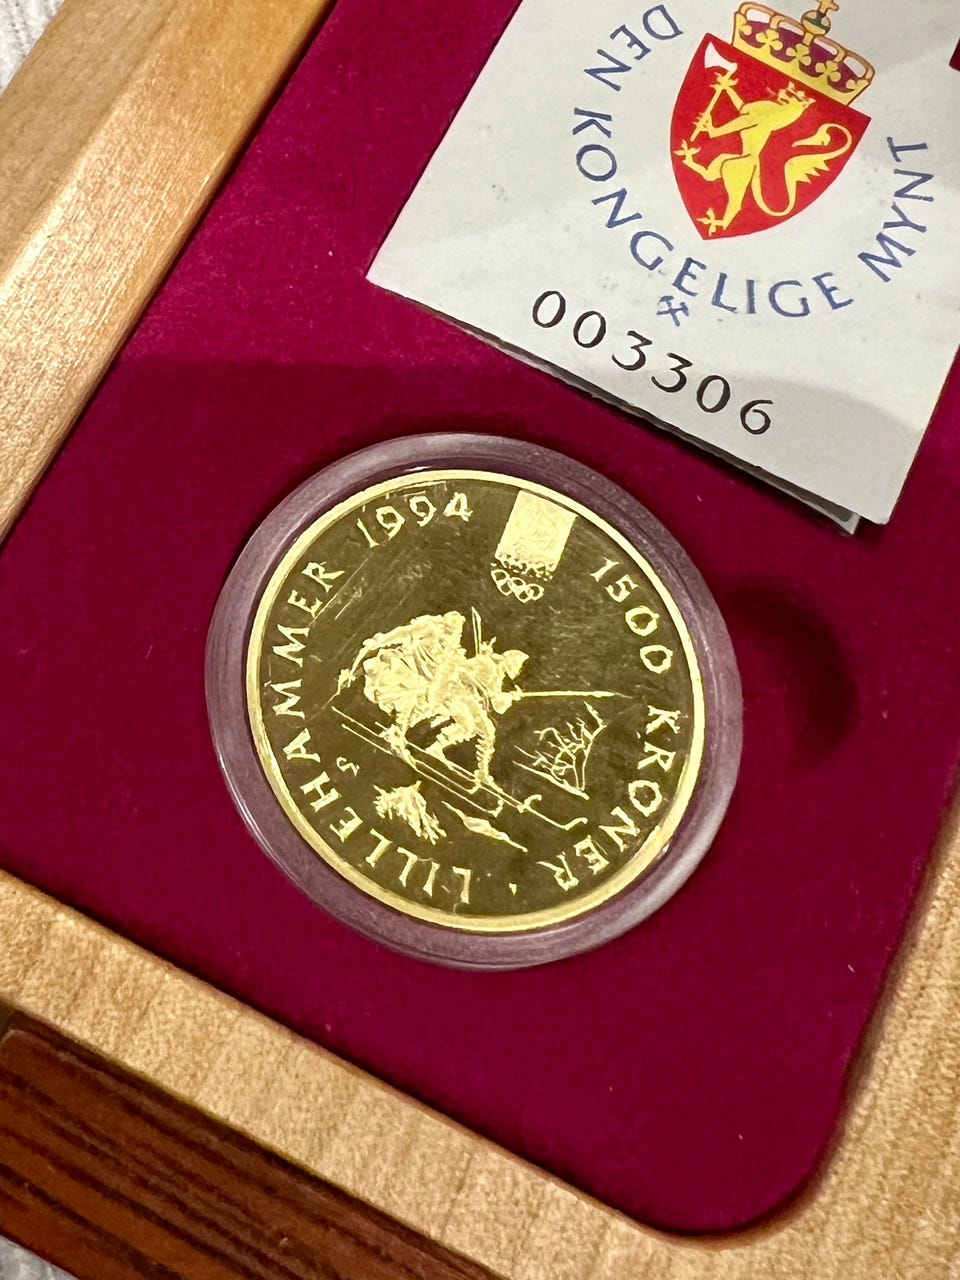 DEN KONGELIGE MYNT
003306
LILLEHAMMER 1994
1500 KRONER